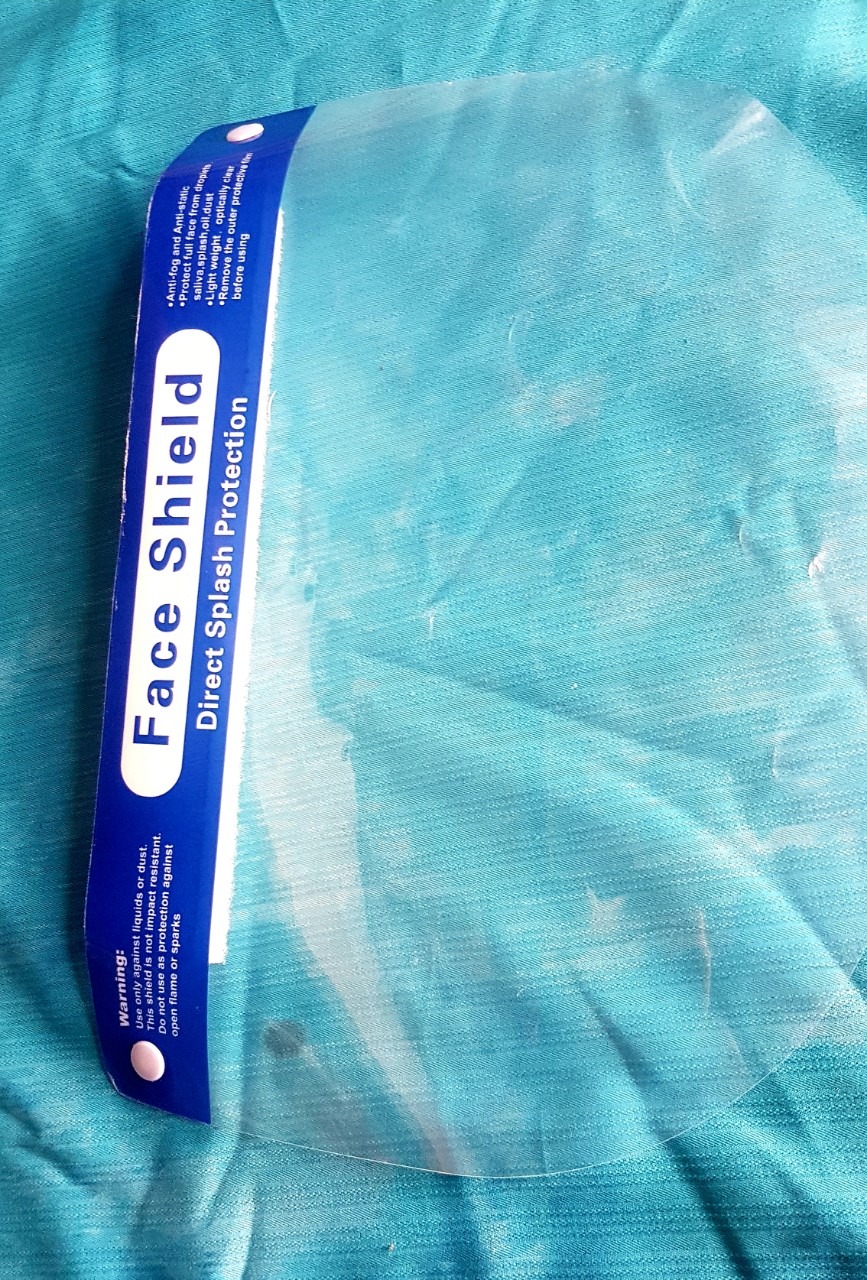 Warning:
Use only against liquids or dust.
This shield is not impact resistant.
Do not use as protection against
open flame or sparks
Face Shield
Direct Splash Protection
•Anti-fog and Anti-static
•Protect full face from droplets,
saliva,splash,oil,dust
•Light weight, optically clear
•Remove the outer protective film
before using